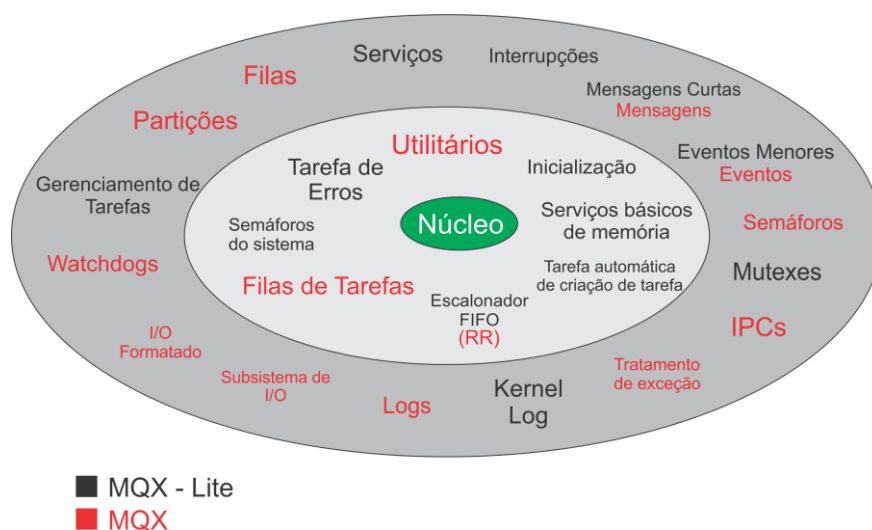 Serviços
Interrupções
Filas
Mensagens Curtas
Mensagens
Partições
Utilitários
Eventos Menores
Eventos
Tarefa de
Erros
Inicialização
Gerenciamento de
Tarefas
Núcleo
Serviços básicos
de memória
Semáforos
Semáforos
do sistema
Watchdogs
Mutexes
Filas de Tarefas
Tarefa automática
de criação de tarefa
Escalonador
FIFO
(RR)
IPCs
I/O
Formatado
Subsistema de
I/O
Logs
Kernel
Log
Tratamento
de exceção
MQX - Lite
MQX